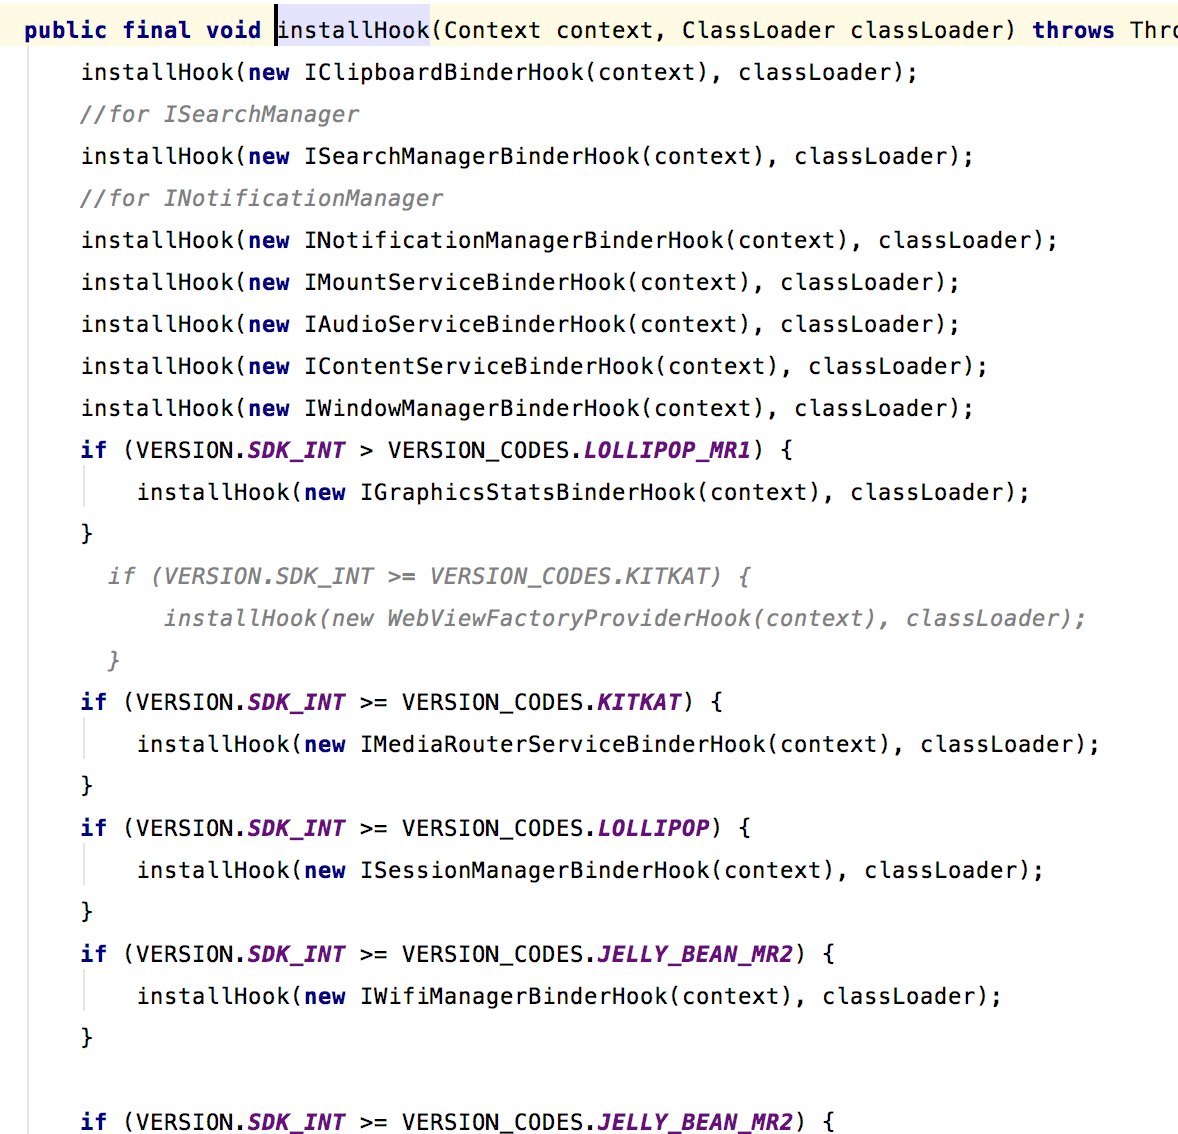 public final void installHook(Context context, ClassLoader classLoader) throws
installHook(new IClipboardBinderHook(context), classLoader);
//for ISearchManager
installHook(new ISearchManagerBinderHook(context), classLoader);
//for INotificationManager
installHook(new INotificationManagerBinderHook(context), classLoader);
installHook(new IMountServiceBinderHook(context), classLoader);
installHook(new IAudioServiceBinderHook(context), classLoader);
installHook(new IContentServiceBinderHook(context), classLoader);
installHook(new IWindowManagerBinderHook(context), classLoader);
if (VERSION.SDK_INT > VERSION_CODES.LOLLIPOP_MR1) {
installHook(new IGraphicsStatsBinderHook(context), classLoader);
}
if (VERSION.SDK_INT >= VERSION_CODES.KITKAT) {
installHook(new WebViewFactoryProviderHook(context), classLoader);
}
if (VERSION.SDK_INT >= VERSION_CODES.KITKAT) {
installHook(new IMediaRouterServiceBinderHook(context), classLoader);
}
if (VERSION.SDK_INT >= VERSION_CODES.LOLLIPOP) {
installHook(new ISessionManagerBinderHook(context), classLoader);
}
if (VERSION.SDK_INT >= VERSION_CODES.JELLY_BEAN_MR2) {
installHook(new IWifiManagerBinderHook(context), classLoader);
}
if (VERSION.SDK_INT >= VERSION_CODES.JELLY_BEAN_MR2) {